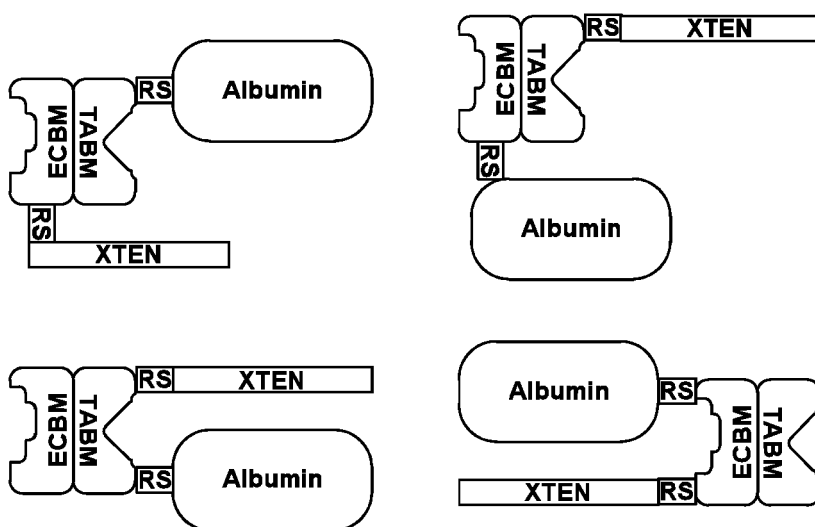 RS
Albumin
ECBM
TABM
RS
XTEN
RS
XTEN
ECBM
TABM
RS
Albumin
RS
XTEN
ECBM
TABM
RS
Albumin
Albumin
RS
ECBM
TABM
XTEN
RS